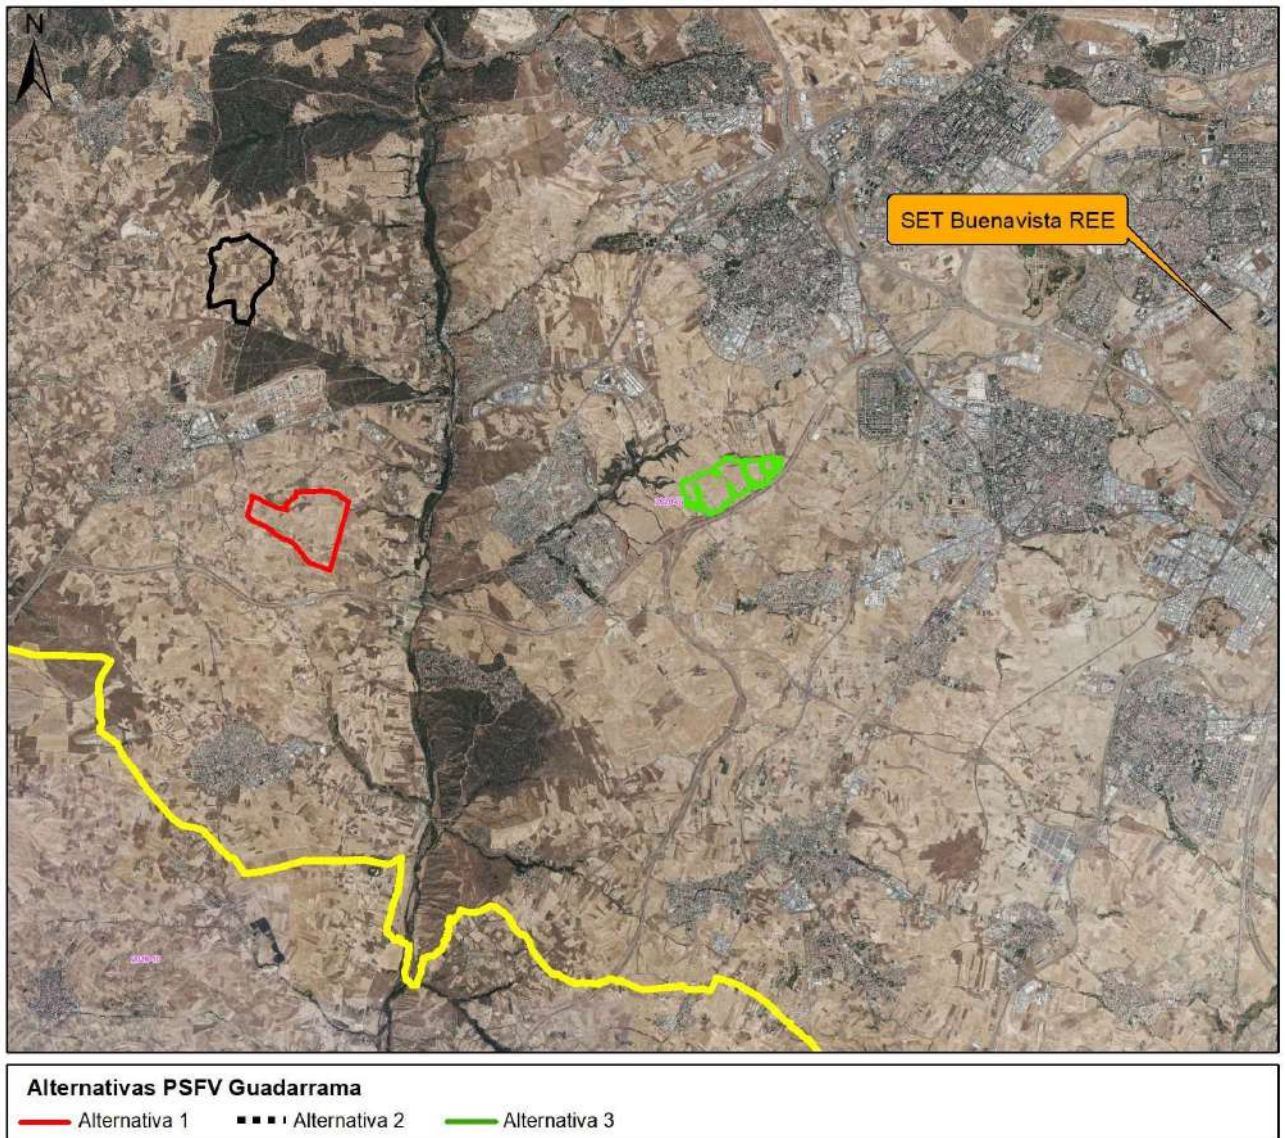 N
SET Buenavista REE
Alternativas PSFV Guadarrama
Alternativa 1
Alternativa 2
Alternativa 3